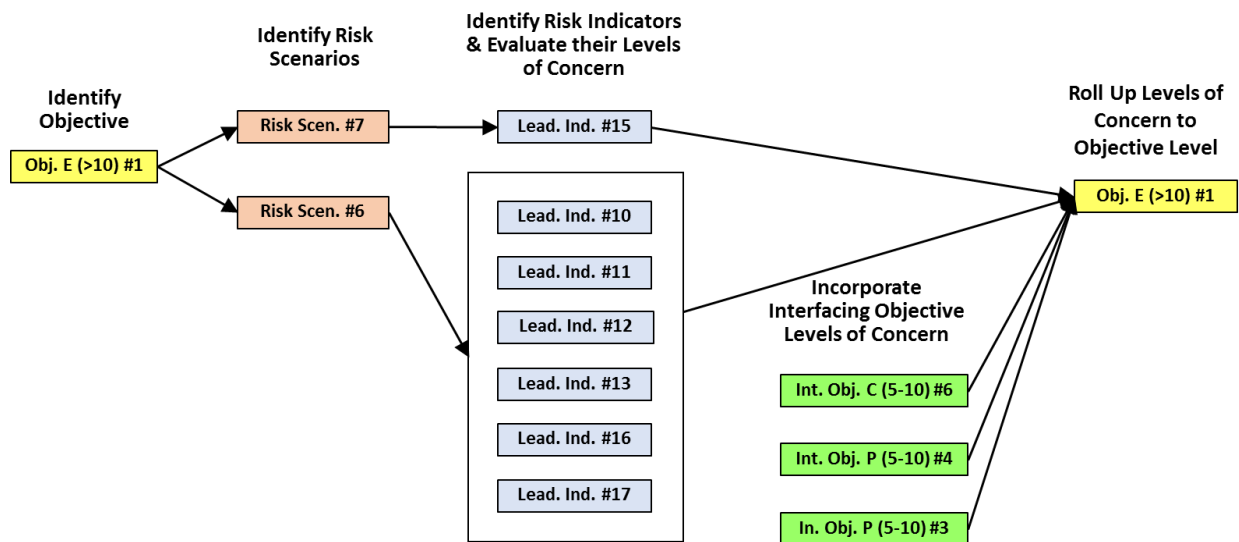 Identify
Objective
Obj. E (>10) #1
Identify Risk
Scenarios
Risk Scen. #7
Risk Scen. #6
Identify Risk Indicators
& Evaluate their Levels
of Concern
Lead. Ind. #15
Lead. Ind. #10
Lead. Ind. #11
Lead. Ind. #12
Lead. Ind. #13
Lead. Ind. #16
Lead. Ind. #17
Incorporate
Interfacing Objective
Levels of Concern
Int. Obj. C (5-10) #6
Int. Obj. P (5-10) #4
In. Obj. P (5-10) #3
Roll Up Levels of
Concern to
Objective Level
Obj. E (>10) #1